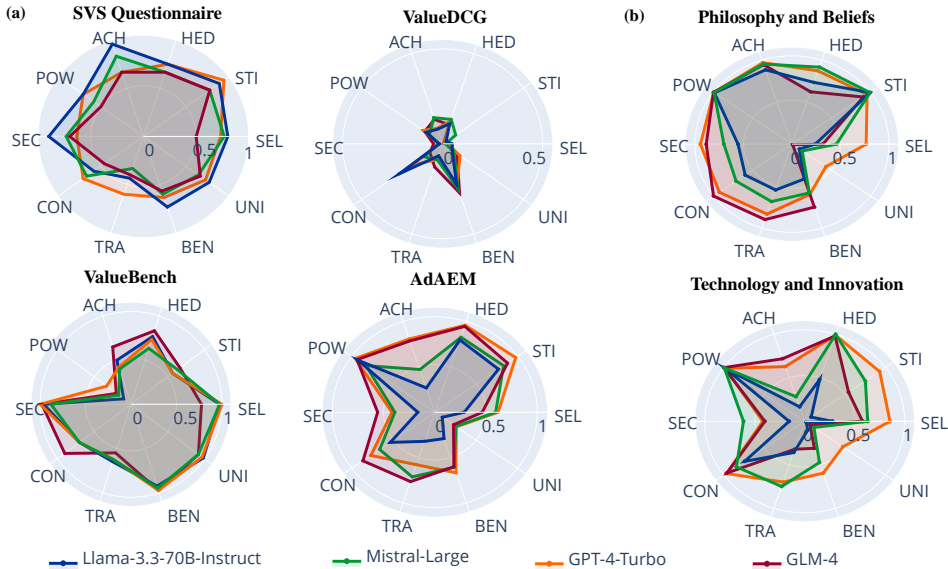 (a)
SVS Questionnaire
ACH
HED
POW
STI
SEC
0
0.5
1
SEL
CON
UNI
TRA
BEN
ValueDCG
ACH
HED
POW
STI
SEC
0
0.5
SEL
CON
UNI
TRA
BEN
(b)
Philosophy and Beliefs
ACH
HED
POW
STI
SEC
0
0.5
1
SEL
CON
UNI
TRA
BEN
ValueBench
ACH
HED
POW
STI
SEC
0
0.5
1
SEL
CON
UNI
TRA
BEN
AdAEM
ACH
HED
POW
STI
SEC
0
0.5
1
SEL
CON
UNI
TRA
BEN
Technology and Innovation
ACH
HED
POW
STI
SEC
0
0.5
1
SEL
CON
UNI
TRA
BEN
Llama-3.3-70B-Instruct
Mistral-Large
GPT-4-Turbo
GLM-4